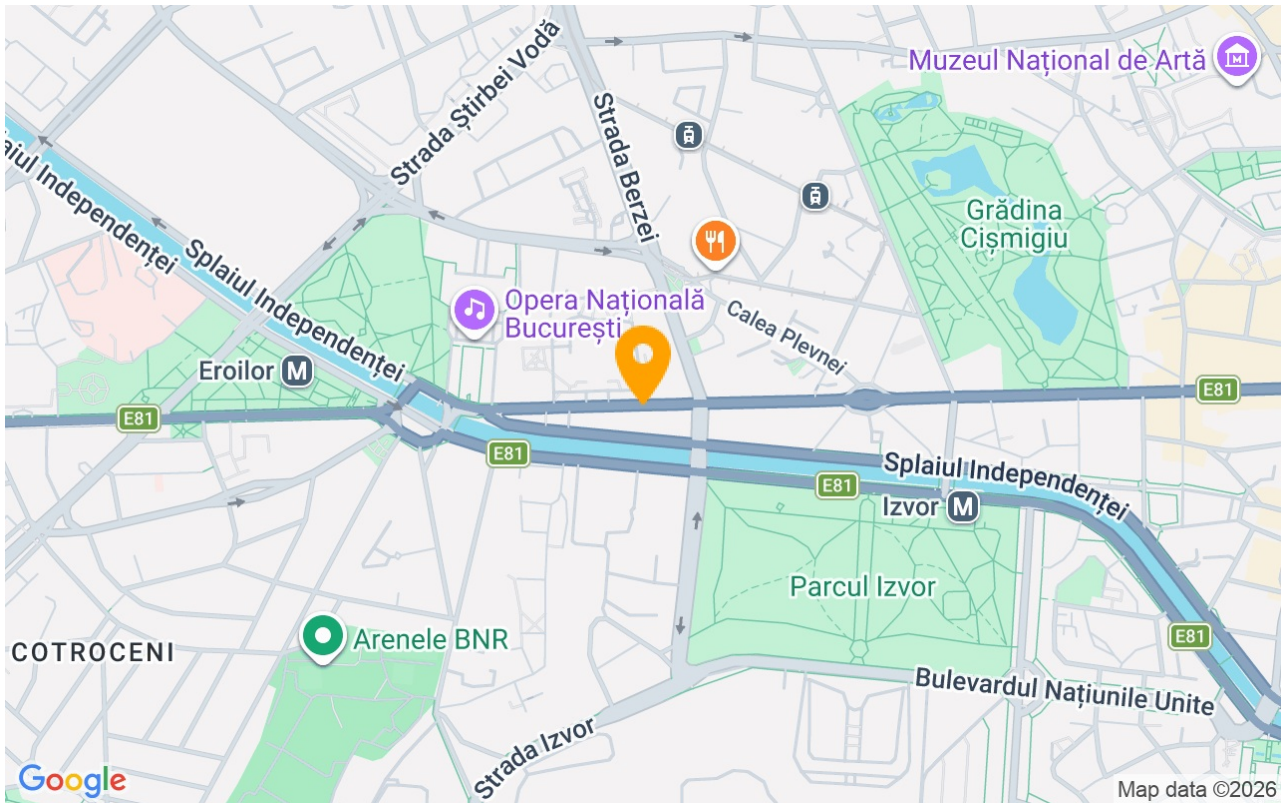 Muzeul Național de Artă
Strada Știrbei Vodă
Strada Berzei
Splaiul Independenței
aiul Independenței
Grădina
Cișmigiu
Opera Națională
București
Calea Plevnei
Eroilor
M
E81
E81
E81
E81
Splaiul Independenței
E81
Izvor
M
Parcul Izvor
Arenele BNR
COTROCENI
Bulevardul Națiunile Unite
Strada Izvor
Google
Map data ©2026